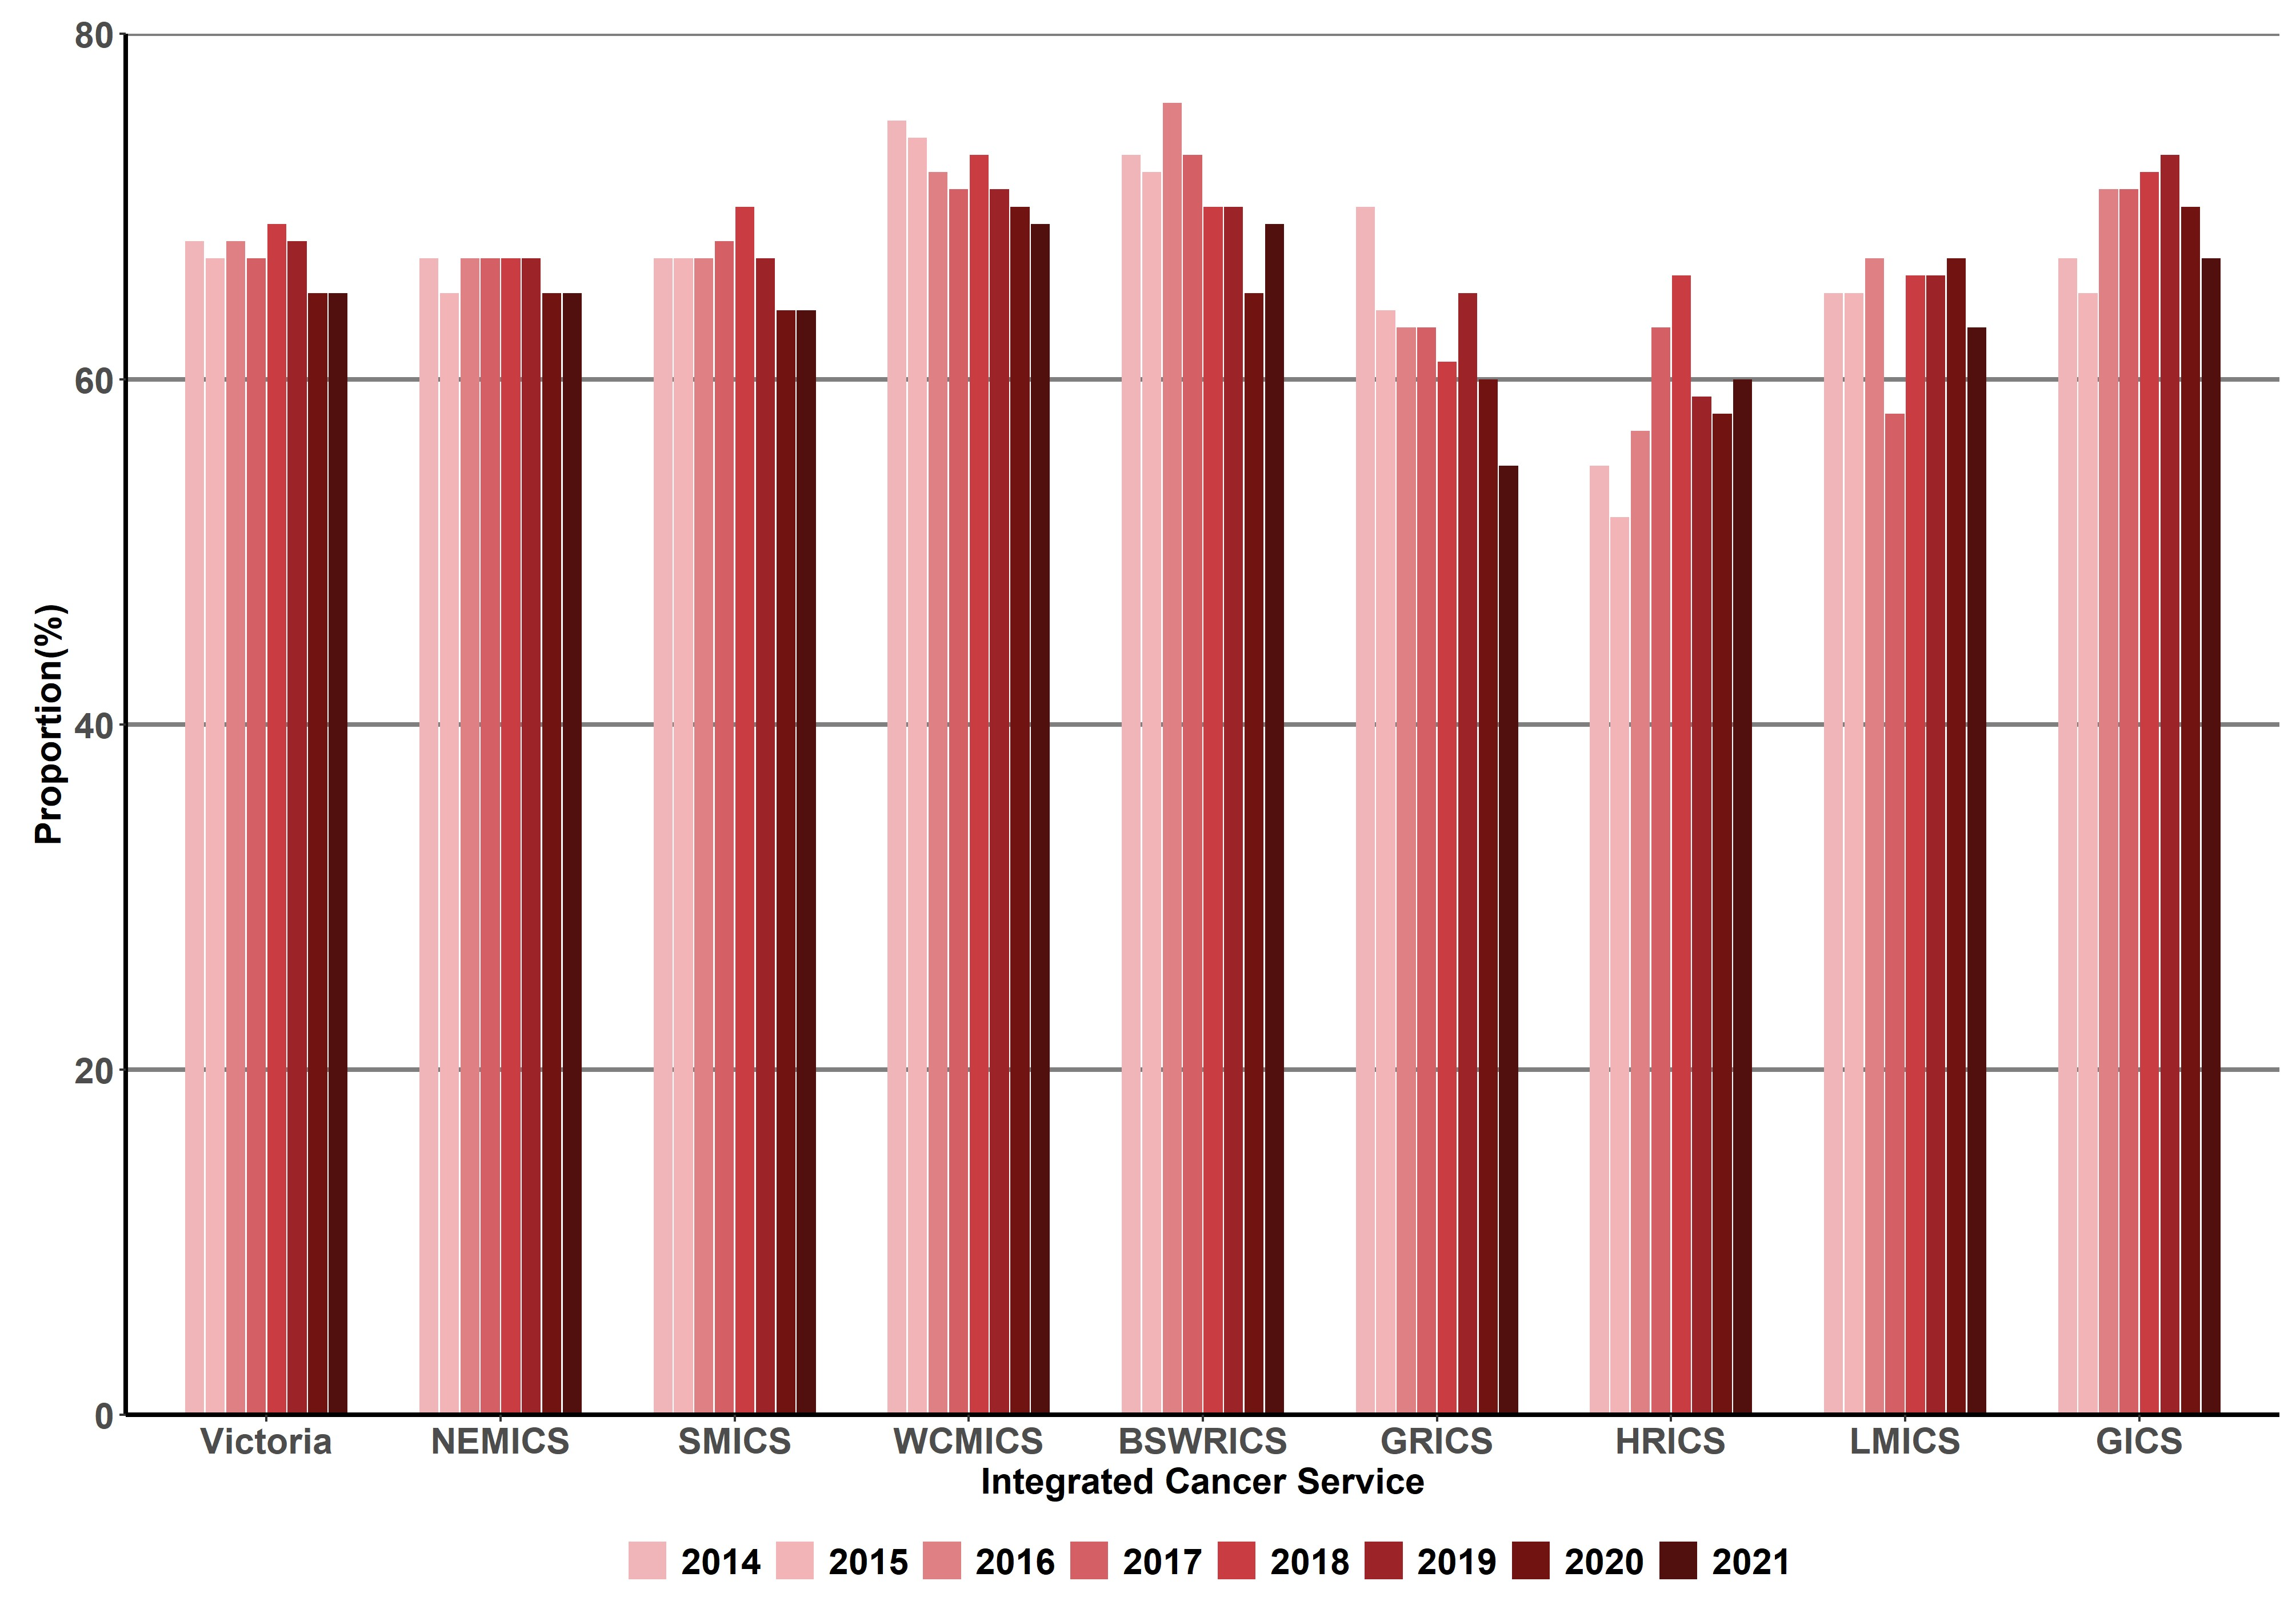 80
60
40
20
0
Proportion(%)
Victoria NEMICS SMICS WCMICS BSWRICS GRICS HRICS LMICS GICS
Integrated Cancer Service
2014 2015 2016 2017 2018 2019 2020 2021